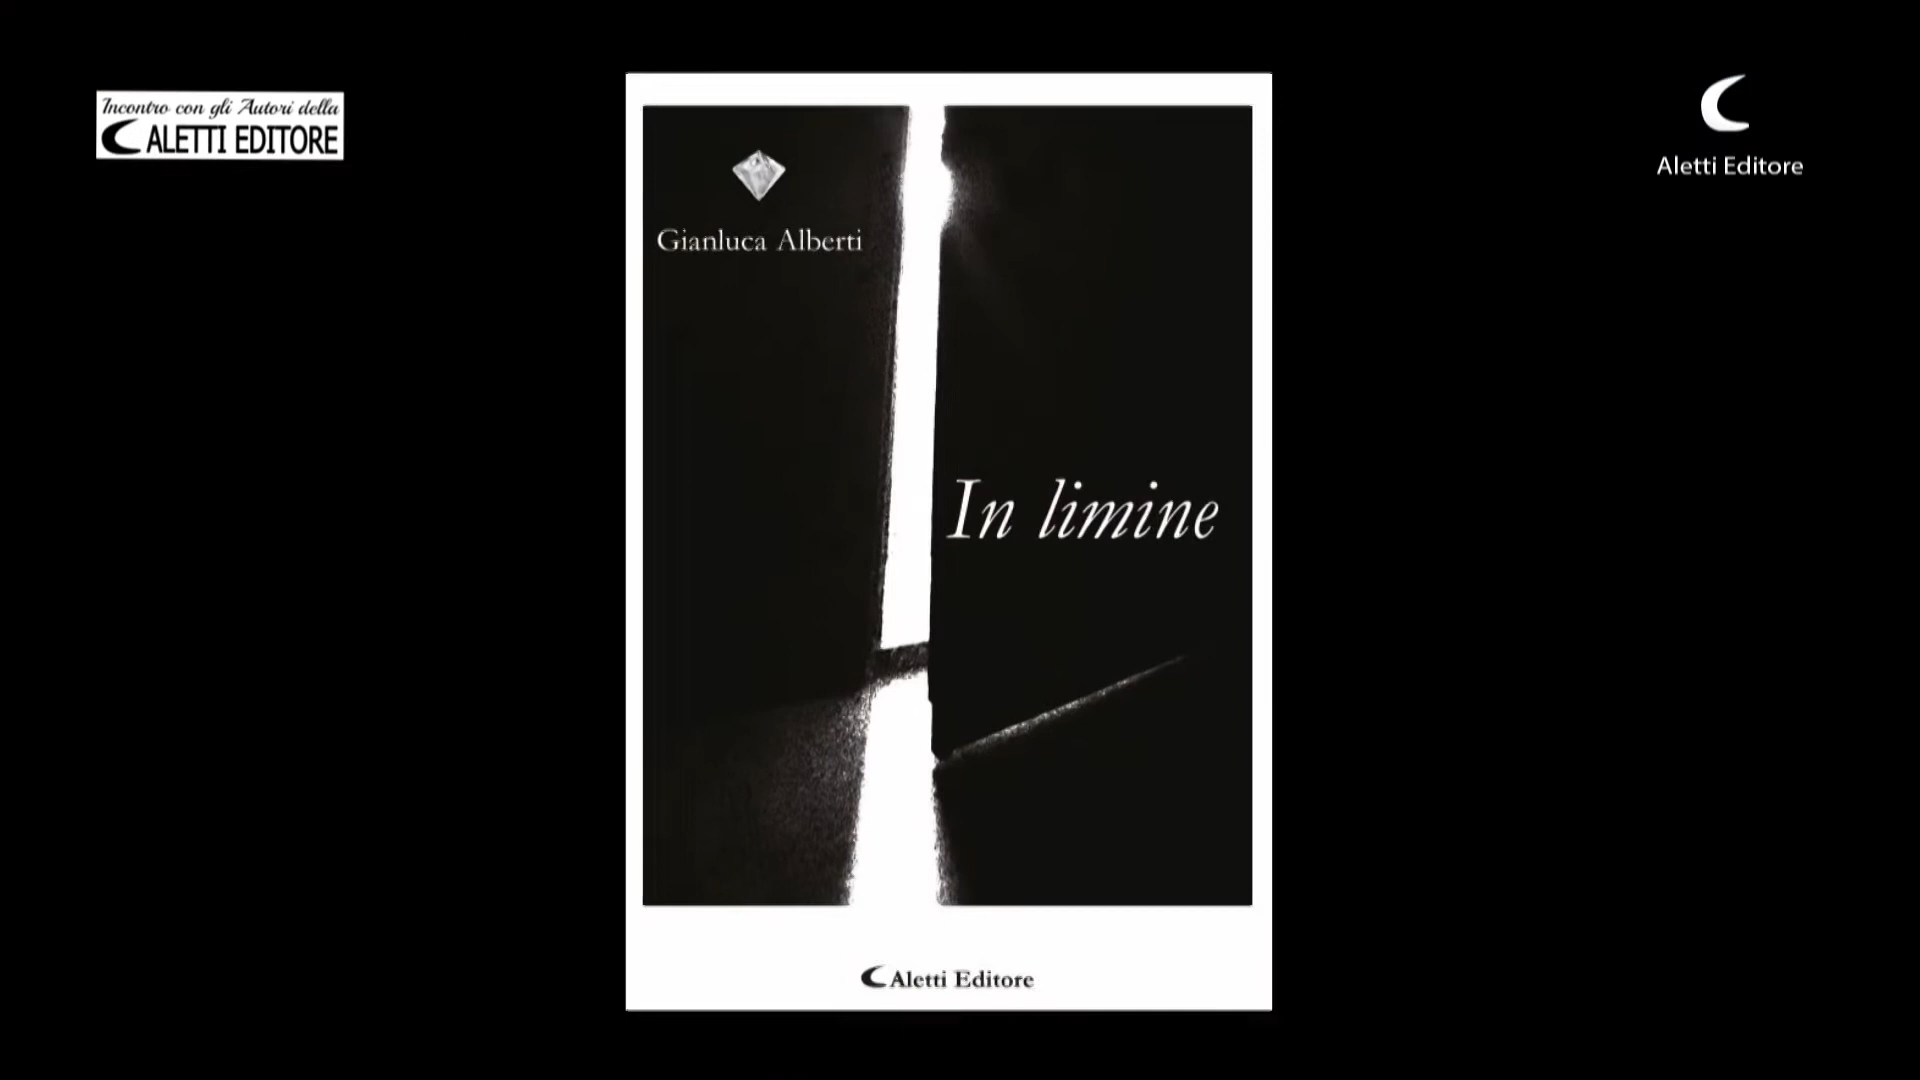 Incontro con gli Autori della
ALETTI EDITORE
Aletti Editore
Gianluca Alberti
In limine
Aletti Editore